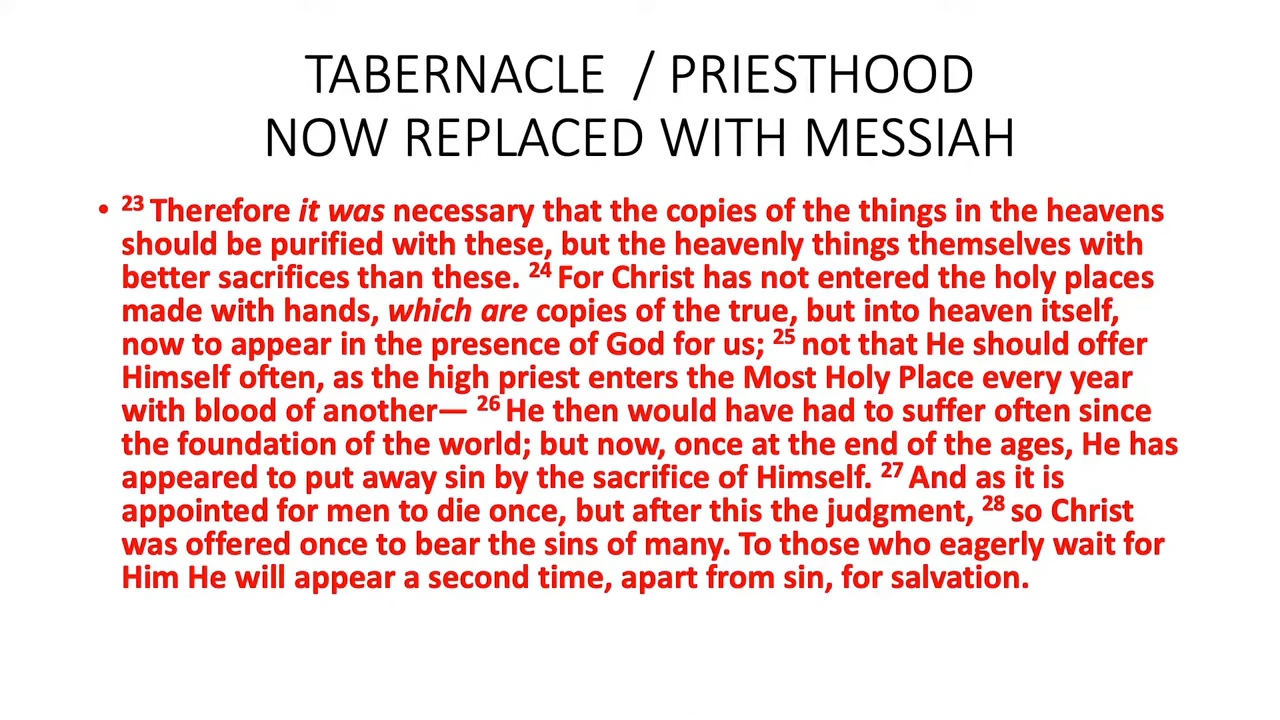 TABERNACLE / PRIESTHOOD
NOW REPLACED WITH MESSIAH
• 23 Therefore it was necessary that the copies of the things in the heavens
should be purified with these, but the heavenly things themselves with
better sacrifices than these. 24 For Christ has not entered the holy places
made with hands, which are copies of the true, but into heaven itself,
now to appear in the presence of God for us; 25 not that He should offer
Himself often, as the high priest enters the Most Holy Place every year
with blood of another— 26 He then would have had to suffer often since
the foundation of the world; but now, once at the end of the ages, He has
appeared to put away sin by the sacrifice of Himself. 27 And as it is
appointed for men to die once, but after this the judgment, 28 so Christ
was offered once to bear the sins of many. To those who eagerly wait for
Him He will appear a second time, apart from sin, for salvation.